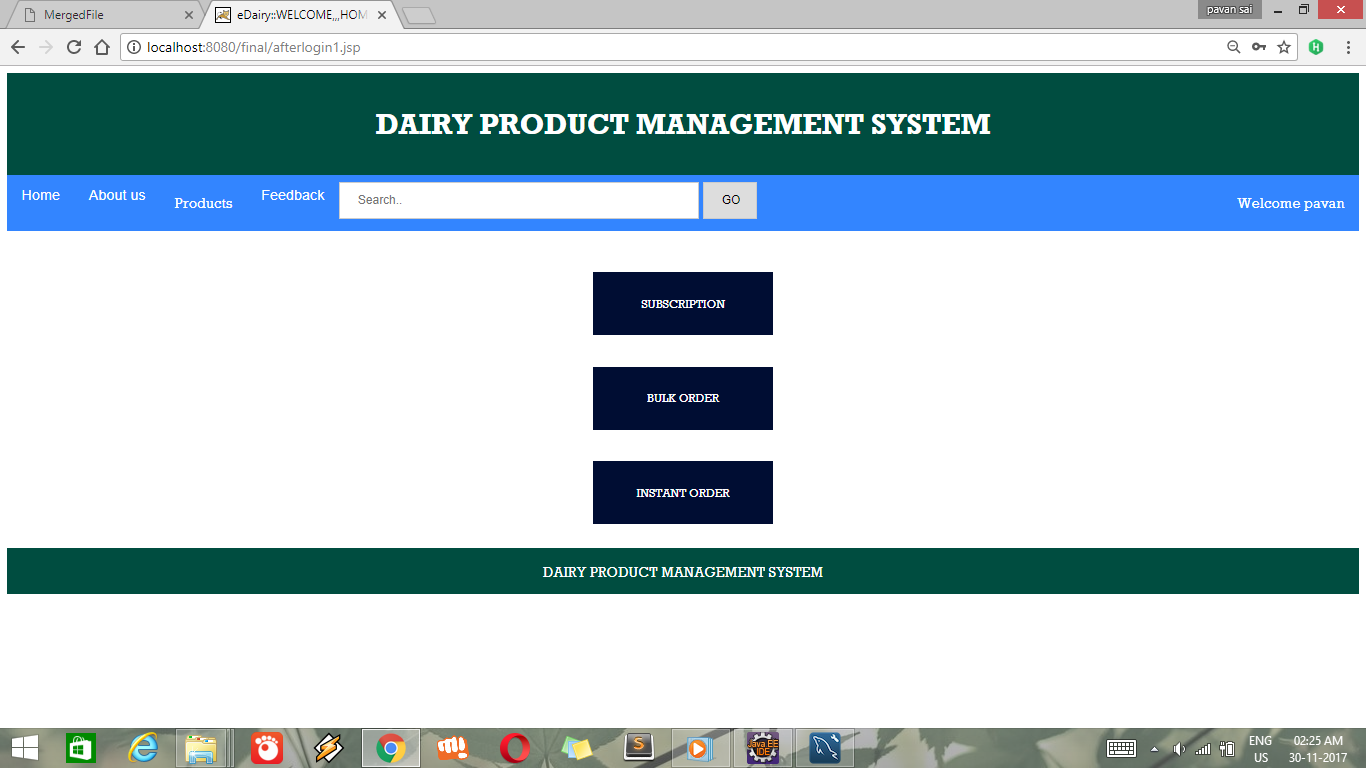 MergedFile
eDairy::WELCOME,,,HOM
pavan sai
localhost:8080/final/afterlogin1.jsp
DAIRY PRODUCT MANAGEMENT SYSTEM
Home About us Products Feedback Search.. GO Welcome pavan
SUBSCRIPTION
BULK ORDER
INSTANT ORDER
DAIRY PRODUCT MANAGEMENT SYSTEM
S
Java EE
IDE
ENG 02:25 AM
US 30-11-2017